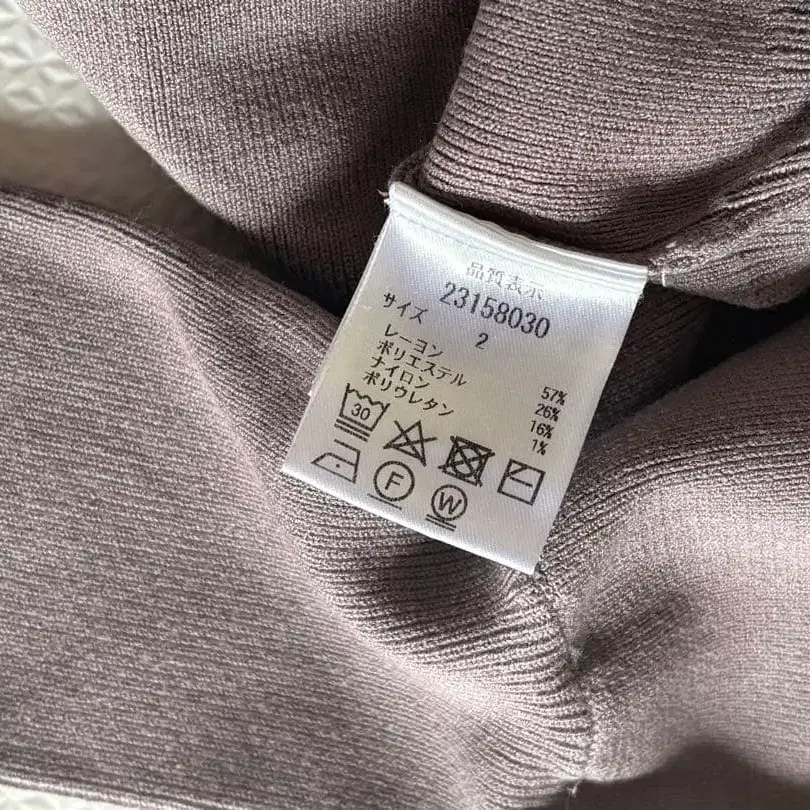 品質表示
23158030
サイズ 2
レーヨン 57%
ポリエステル 26%
ナイロン 16%
ポリウレタン 1%
30
F W